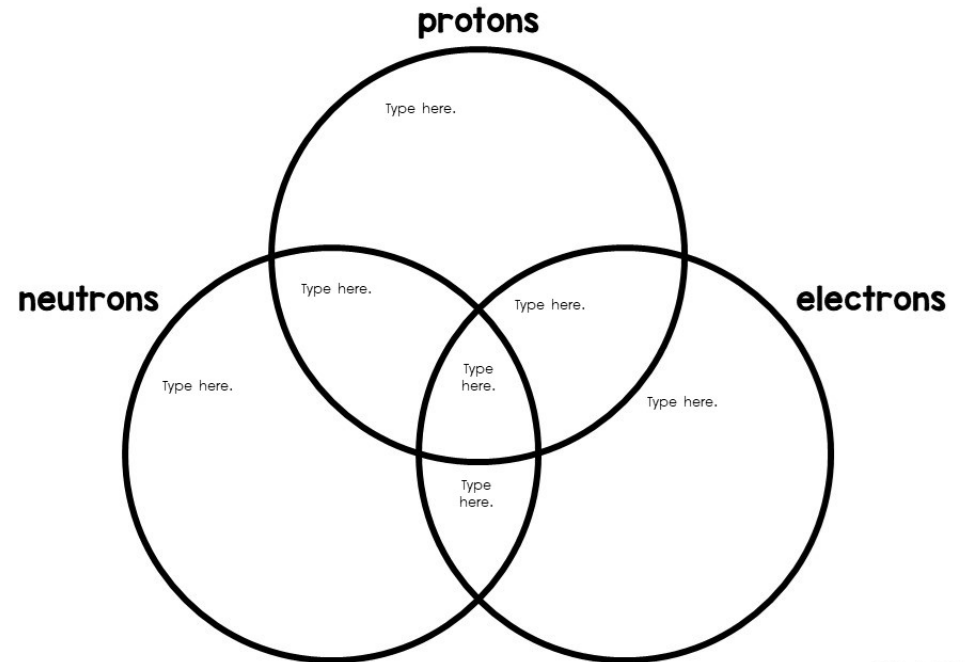 protons
Type here.
neutrons
Type here.
Type here.
electrons
Type here.
Type
here.
Type here.
Type
here.